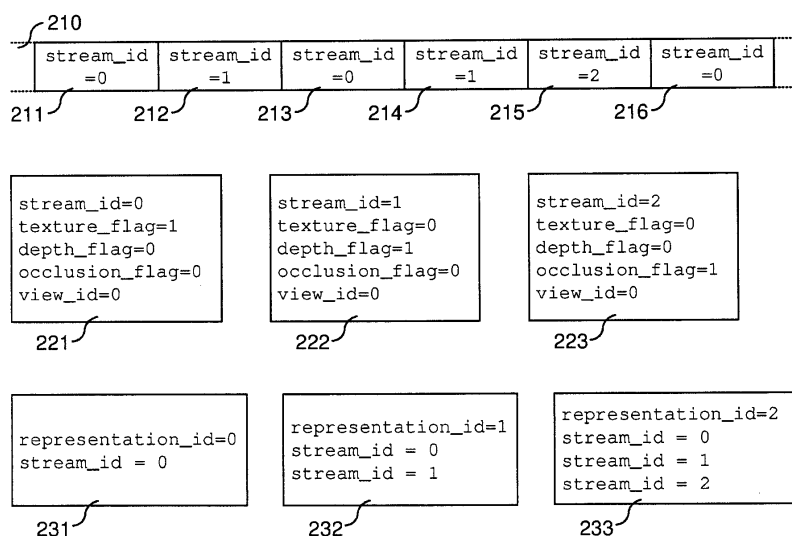 210
stream_id =0 stream_id =1 stream_id =0 stream_id =1 stream_id =2 stream_id =0
211 212 213 214 215 216
stream_id=0
texture_flag=1
depth_flag=0
occlusion_flag=0
view_id=0
221
stream_id=1
texture_flag=0
depth_flag=1
occlusion_flag=0
view_id=0
222
stream_id=2
texture_flag=0
depth_flag=0
occlusion_flag=1
view_id=0
223
representation_id=0
stream_id = 0
231
representation_id=1
stream_id = 0
stream_id = 1
232
representation_id=2
stream_id = 0
stream_id = 1
stream_id = 2
233